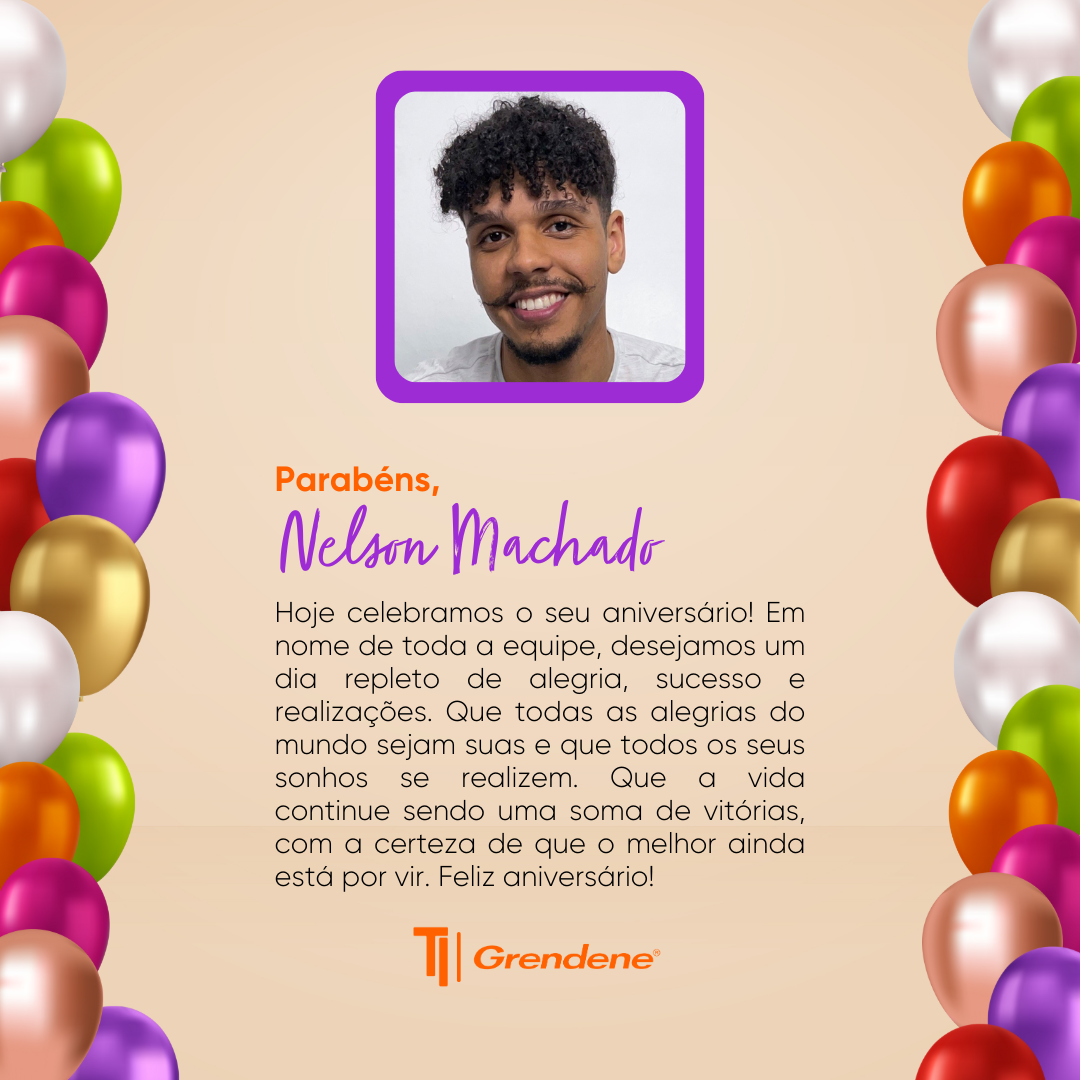 Parabéns,
Nelson Machado
Hoje celebramos o seu aniversário! Em
nome de toda a equipe, desejamos um
dia repleto de alegria, sucesso e
realizações. Que todas as alegrias do
mundo sejam suas e que todos os seus
sonhos se realizem. Que a vida
continue sendo uma soma de vitórias,
com a certeza de que o melhor ainda
está por vir. Feliz aniversário!
TI | Grendene®